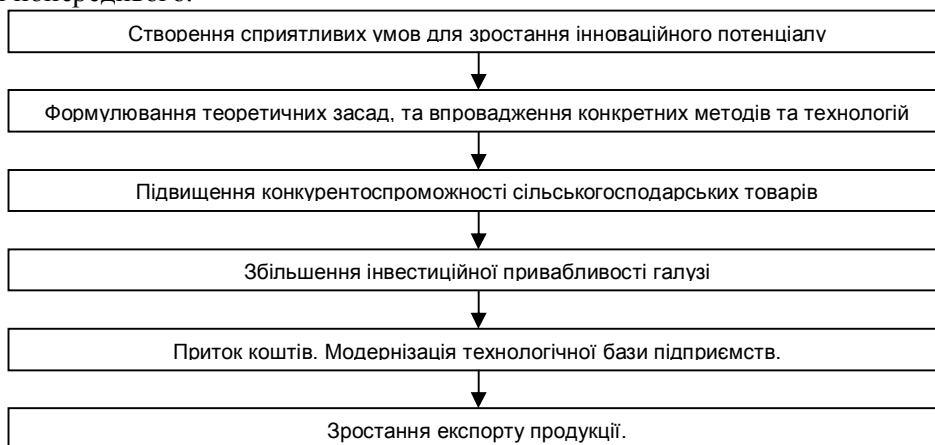 попереднього.
Створення сприятливих умов для зростання інноваційного потенціалу
Формулювання теоретичних засад, та впровадження конкретних методів та технологій
Підвищення конкурентоспроможності сільськогосподарських товарів
Збільшення інвестиційної привабливості галузі
Приток коштів. Модернізація технологічної бази підприємств.
Зростання експорту продукції.